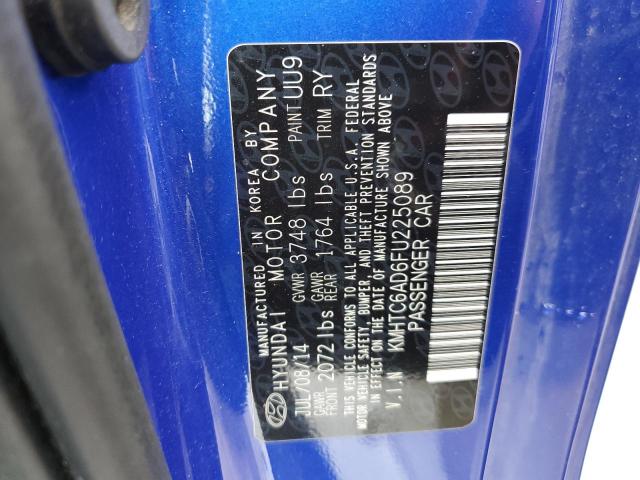 MANUFACTURED IN KOREA BY
HYUNDAI MOTOR COMPANY
JUL/08/14 GVWR 3748 lbs PAINT UU9
GAWR FRONT 2072 lbs GAWR REAR 1764 lbs TRIM RY
THIS VEHICLE CONFORMS TO ALL APPLICABLE U.S.A. FEDERAL
MOTOR VEHICLE SAFETY, BUMPER, AND THEFT PREVENTION STANDARDS
IN EFFECT ON THE DATE OF MANUFACTURE SHOWN ABOVE
V.I.N KMHTC6AD6FU225089
PASSENGER CAR